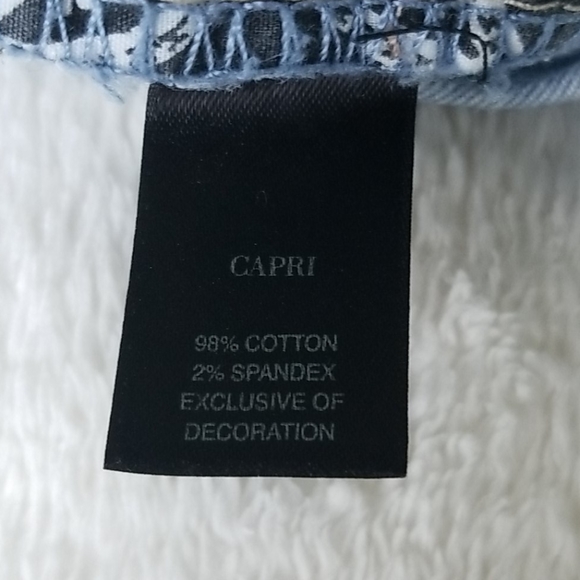 CAPRI
98% COTTON
2% SPANDEX
EXCLUSIVE OF
DECORATION